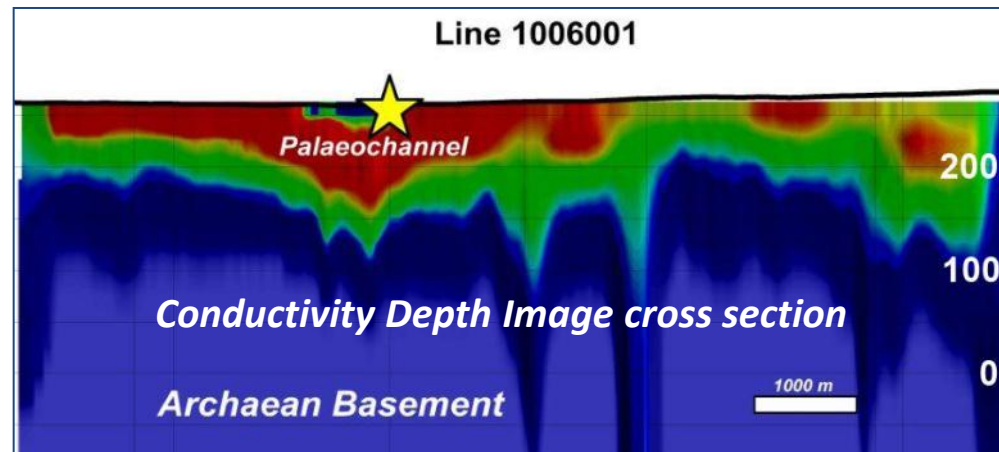 Line 1006001
Palaeochannel
200
100
Conductivity Depth Image cross section
0
1000 m
Archaean Basement